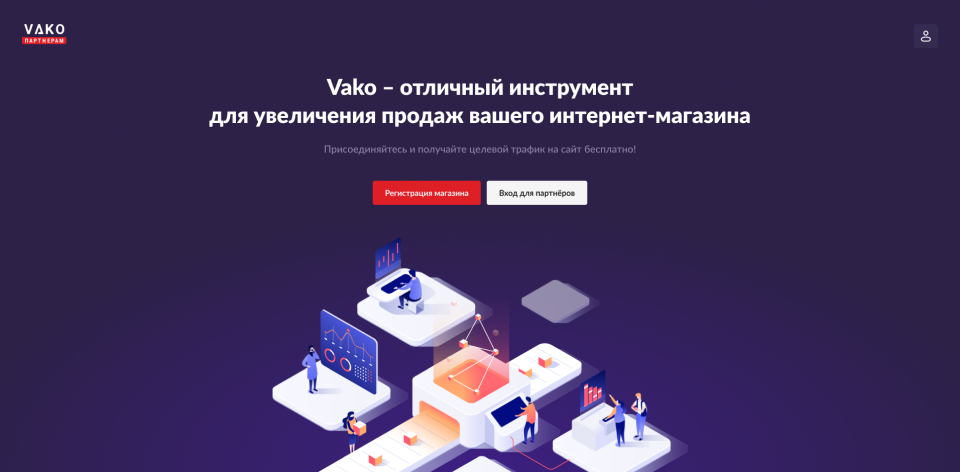 VAKO
ПАРТНЕРАМ
Vako – отличный инструмент
для увеличения продаж вашего интернет-магазина
Присоединяйтесь и получайте целевой трафик на сайт бесплатно!
Регистрация магазина
Вход для партнёров